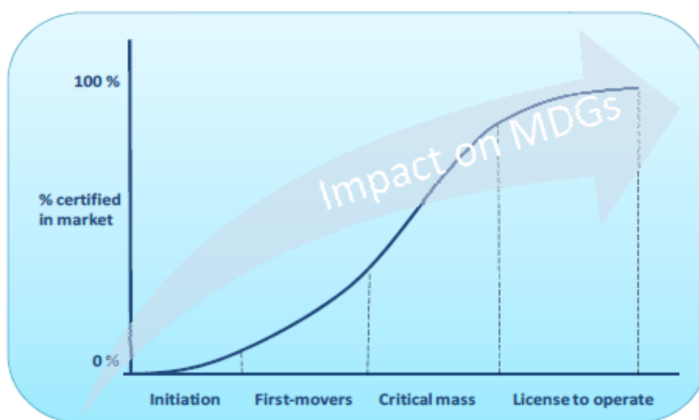 100 %
Impact on MDGs
% certified
in market
0 %
Initiation First-movers Critical mass License to operate